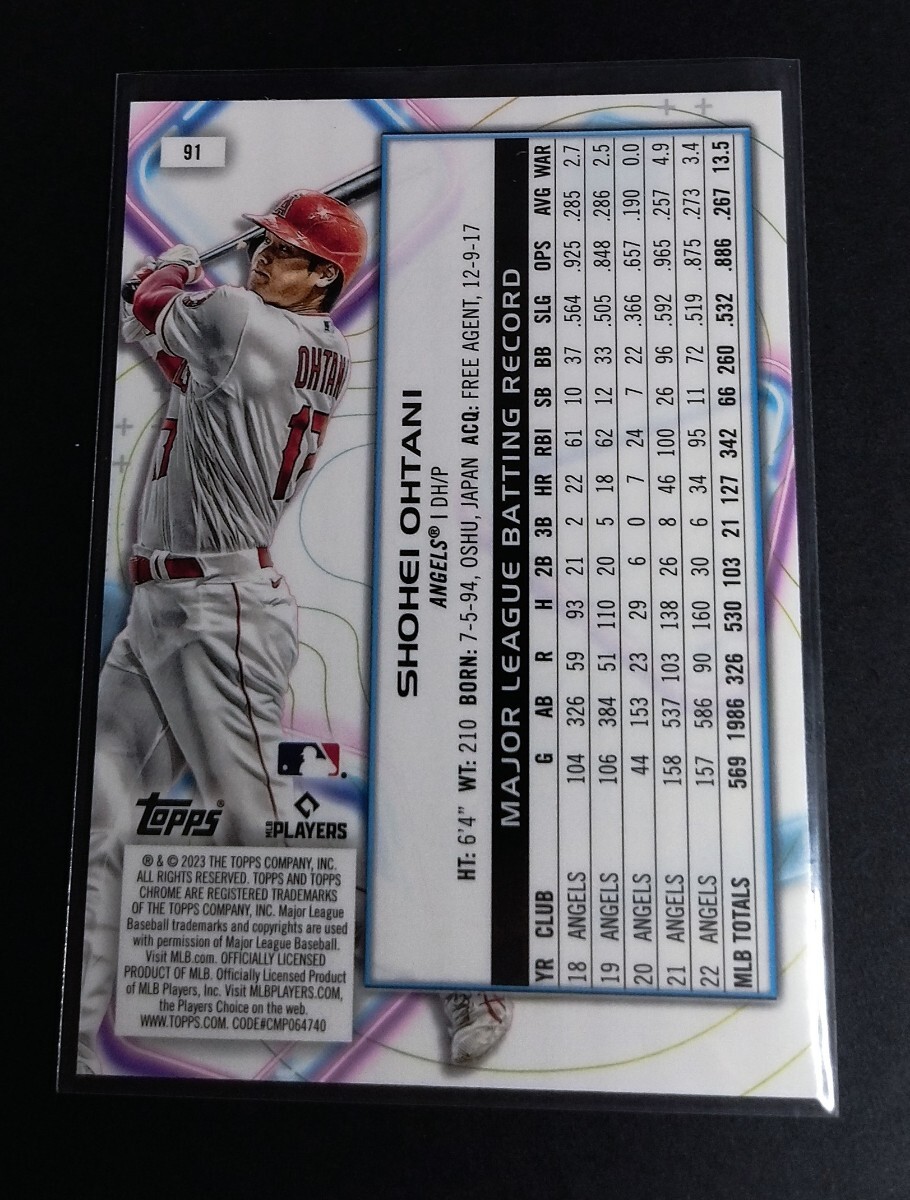 91
OHTANI
17
SHOHEI OHTANI
ANGELS® | DH/P
HT: 6'4" WT: 210 BORN: 7-5-94, OSHU, JAPAN ACQ: FREE AGENT, 12-9-17
MAJOR LEAGUE BATTING RECORD
YR CLUB G AB R H 2B 3B HR RBI SB BB SLG OPS AVG WAR
18 ANGELS 104 326 59 93 21 2 22 61 10 37 .564 .925 .285 2.7
19 ANGELS 106 384 51 110 20 5 18 62 12 33 .505 .848 .286 2.5
20 ANGELS 44 153 23 29 6 0 7 24 7 22 .366 .657 .190 0.0
21 ANGELS 158 537 103 138 26 8 46 100 26 96 .592 .965 .257 4.9
22 ANGELS 157 586 90 160 30 6 34 95 11 72 .519 .875 .273 3.4
MLB TOTALS 569 1986 326 530 103 21 127 342 66 260 .532 .886 .267 13.5
Topps®
MLB PLAYERS
® & © 2023 THE TOPPS COMPANY, INC.
ALL RIGHTS RESERVED. TOPPS AND TOPPS
CHROME ARE REGISTERED TRADEMARKS
OF THE TOPPS COMPANY, INC. Major League
Baseball trademarks and copyrights are used
with permission of Major League Baseball.
Visit MLB.com. OFFICIALLY LICENSED
PRODUCT OF MLB. Officially Licensed Product
of MLB Players, Inc. Visit MLBPLAYERS.COM,
the Players Choice on the web.
WWW.TOPPS.COM. CODE#CMP064740